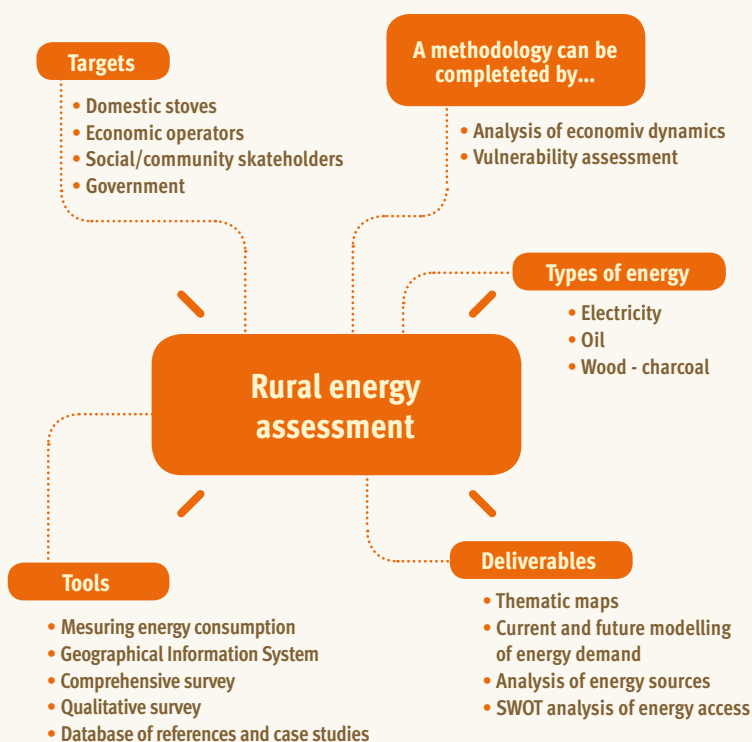 Targets
• Domestic stoves
• Economic operators
• Social/community skateholders
• Government
A methodology can be
completeted by...
• Analysis of economiv dynamics
• Vulnerability assessment
Types of energy
• Electricity
• Oil
• Wood - charcoal
Rural energy
assessment
Tools
• Mesuring energy consumption
• Geographical Information System
• Comprehensive survey
• Qualitative survey
• Database of references and case studies
Deliverables
• Thematic maps
• Current and future modelling
of energy demand
• Analysis of energy sources
• SWOT analysis of energy access